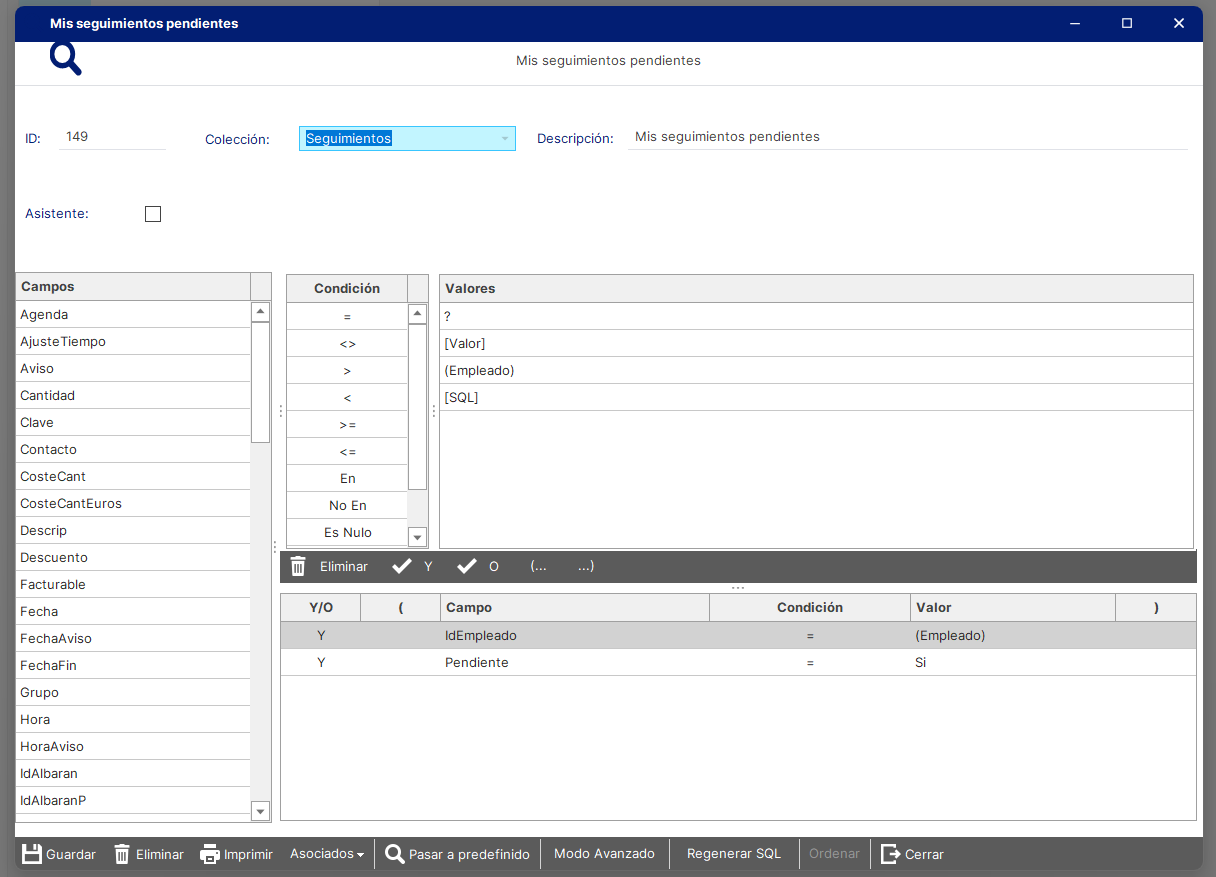 Mis seguimientos pendientes
Mis seguimientos pendientes
ID: 149 Colección: Seguimientos Descripción: Mis seguimientos pendientes
Asistente:
Campos
Agenda
AjusteTiempo
Aviso
Cantidad
Clave
Contacto
CosteCant
CosteCantEuros
Descrip
Descuento
Facturable
Fecha
FechaAviso
FechaFin
Grupo
Hora
HoraAviso
IdAlbaran
IdAlbaranP
Condición
=
<>
>
<
>=
<=
En
No En
Es Nulo
Valores
?
[Valor]
(Empleado)
[SQL]
Eliminar Y O (... ...)
Y/O ( Campo Condición Valor )
Y IdEmpleado = (Empleado)
Y Pendiente = Si
Guardar Eliminar Imprimir Asociados Pasar a predefinido Modo Avanzado Regenerar SQL Ordenar Cerrar